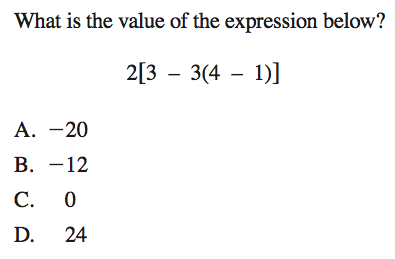 What is the value of the expression below?
2[3 − 3(4 − 1)]
A. −20
B. −12
C. 0
D. 24